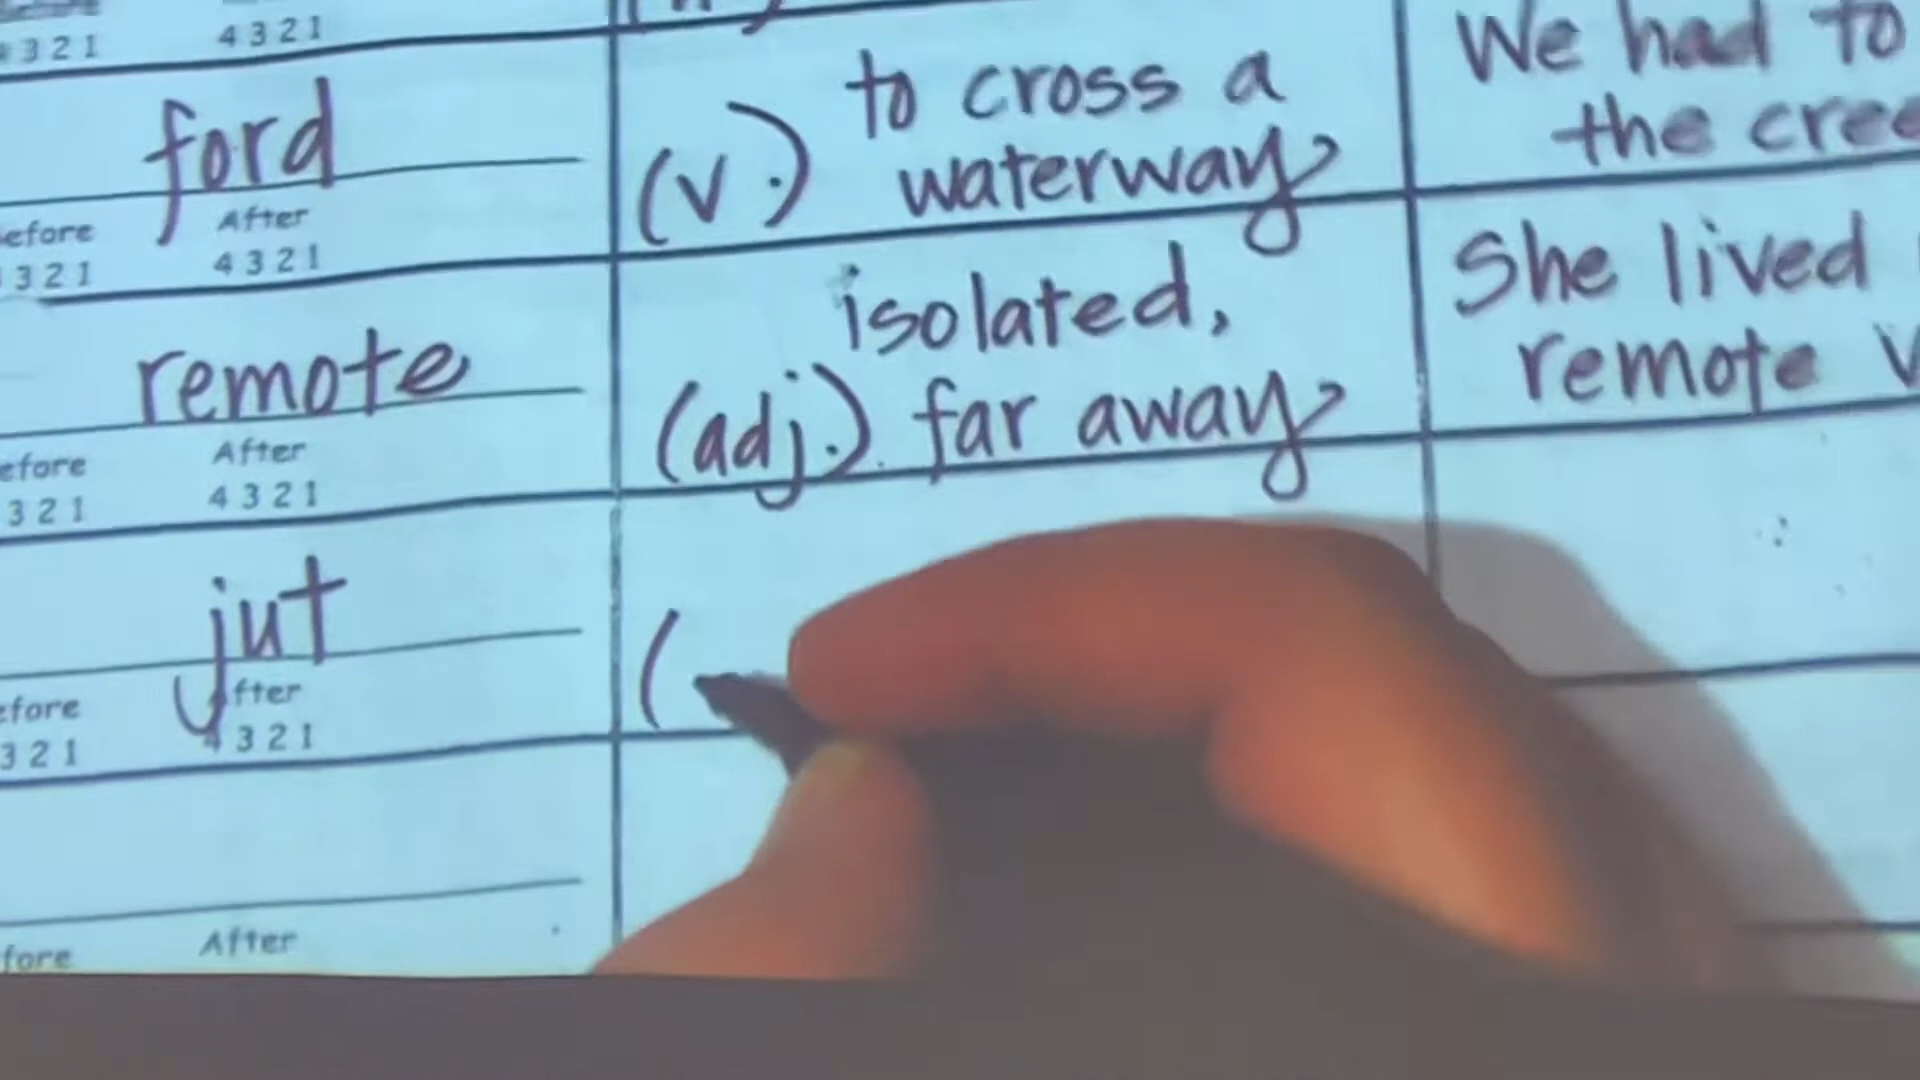 3 2 1
4 3 2 1
ford
efore
After
3 2 1
4 3 2 1
(v.) to cross a
waterway
We had to
the cree
remote
efore
After
3 2 1
4 3 2 1
isolated,
(adj.) far away
She lived
remote v
jut
efore
fter
3 2 1
4 3 2 1
(
fore
After